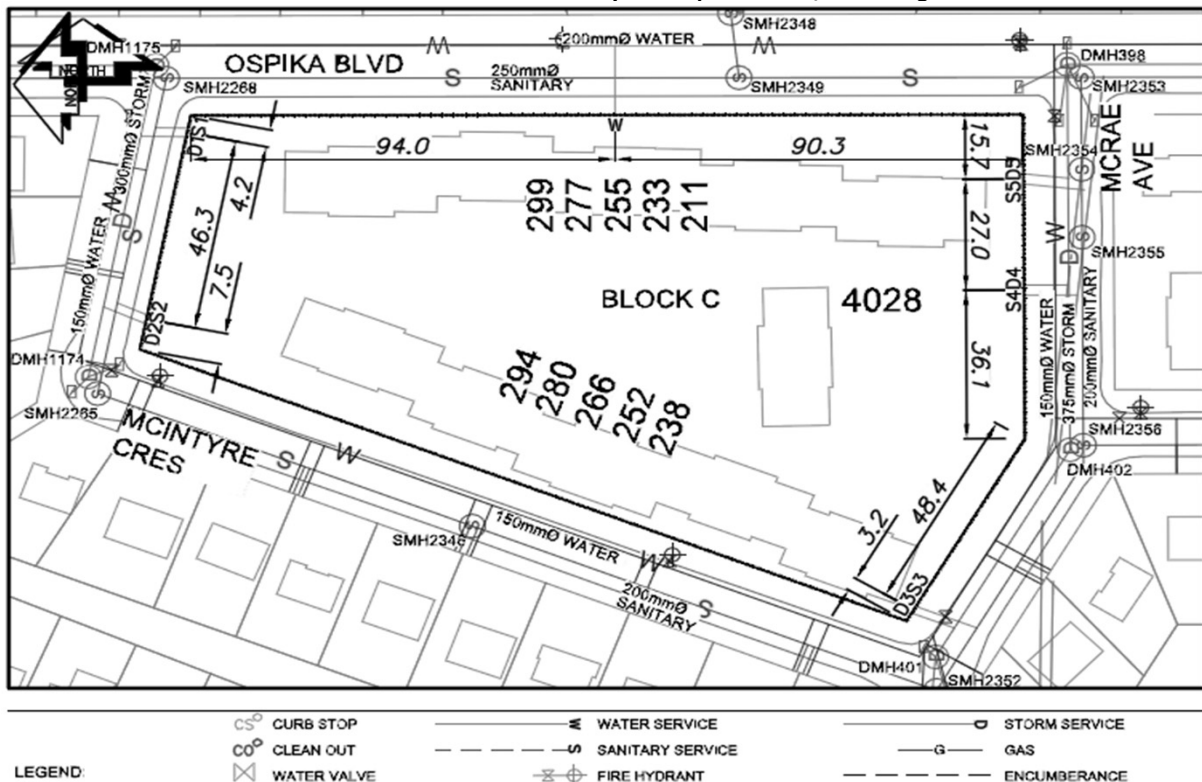 SMH2348
DMH1175
200mmØ WATER
NORTH
OSPIKA BLVD
SMH2268
250mmØ
SANITARY
S
S
SMH2349
DMH398
SMH2353
W
D1S1
94.0
90.3
15.7
SMH2354
MCRAE
AVE
300mmØ STORM
150mmØ WATER
W
D
S
4.2
46.3
7.5
299
277
255
233
211
S5D5
27.0
W
D
SMH2355
BLOCK C
4028
S4D4
D2S2
36.1
150mmØ WATER
375mmØ STORM
200mmØ SANITARY
DMH1174
SMH2265
294
280
266
252
238
MCINTYRE
CRES
S
W
SMH2356
DMH402
48.4
3.2
SMH2346
150mmØ WATER
W
200mmØ
SANITARY
S
D3S3
DMH401
SMH2352
LEGEND:
CS CURB STOP
W WATER SERVICE
D STORM SERVICE
CO CLEAN OUT
S SANITARY SERVICE
G GAS
WATER VALVE
FIRE HYDRANT
ENCUMBERANCE